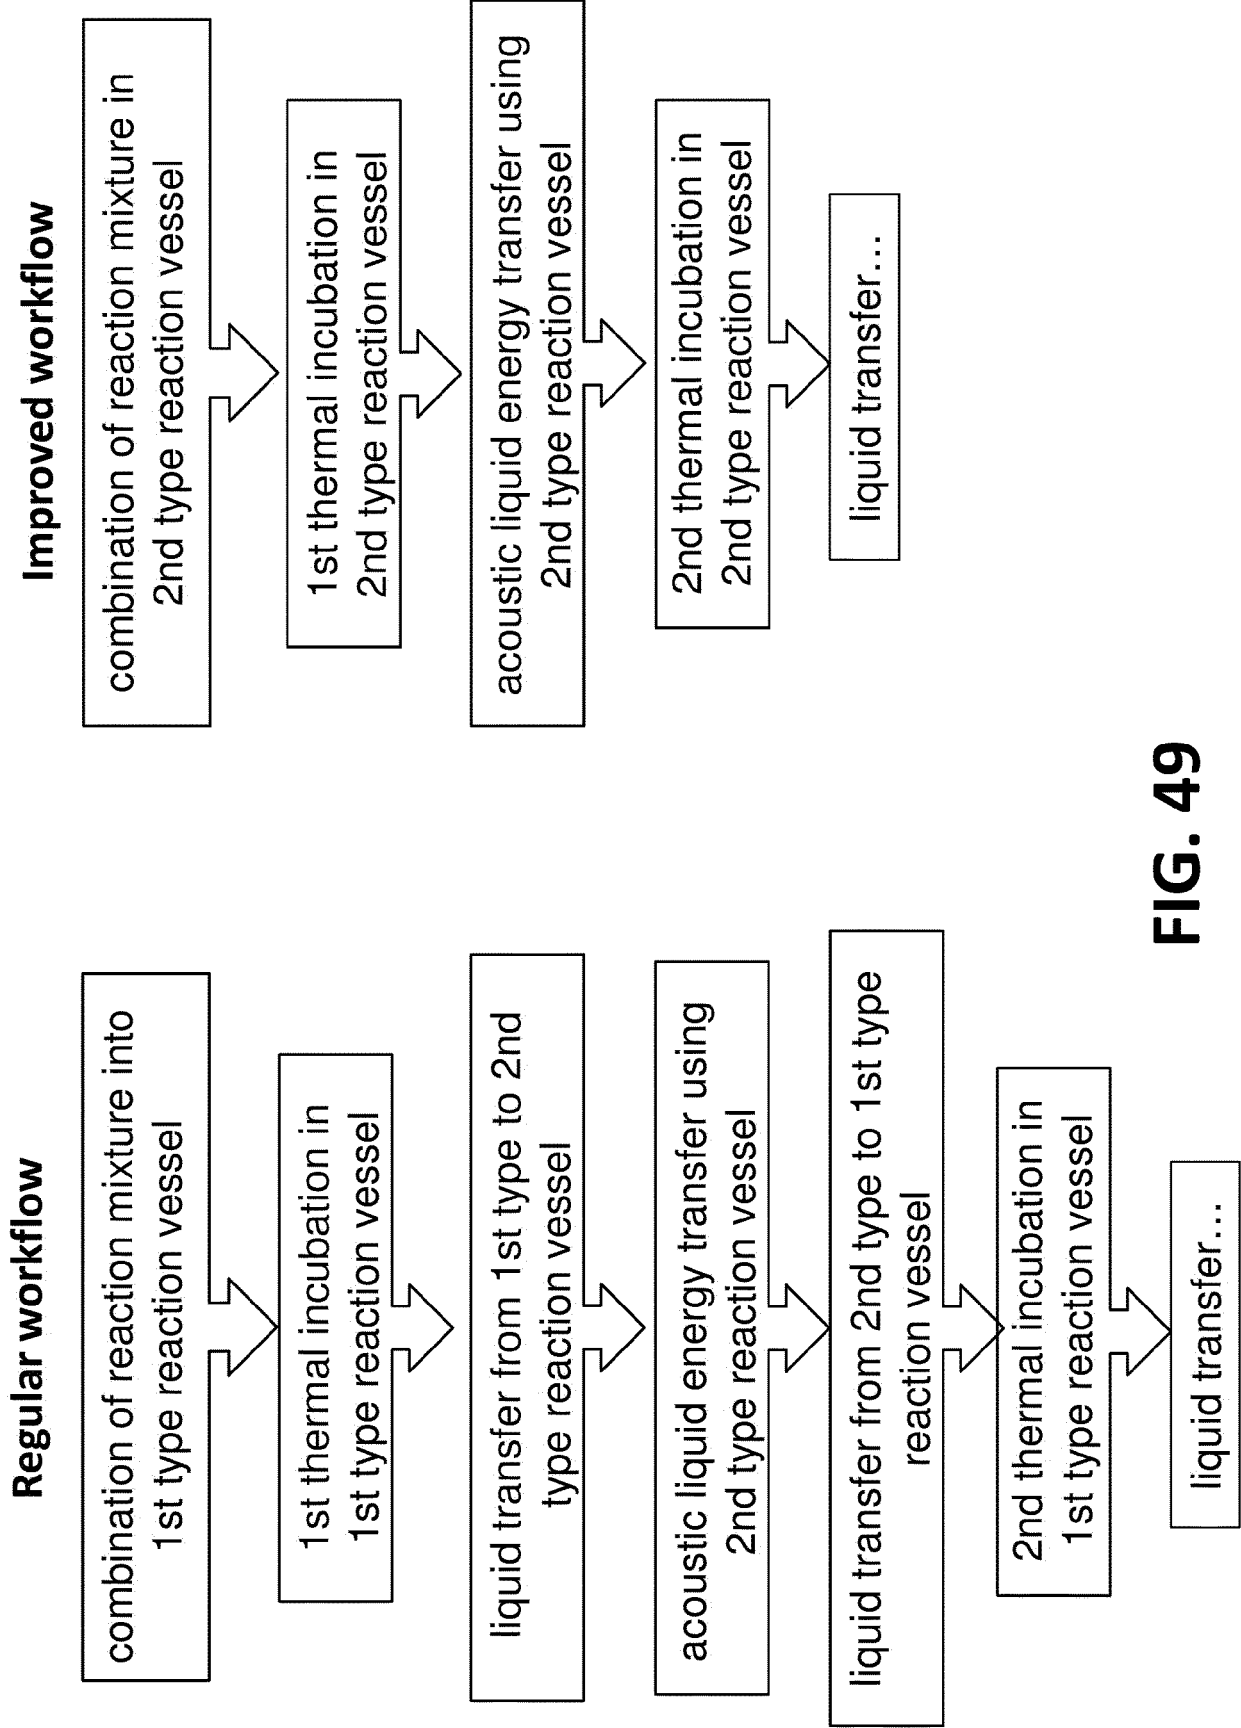 Regular workflow
combination of reaction mixture into
1st type reaction vessel
1st thermal incubation in
1st type reaction vessel
liquid transfer from 1st type to 2nd
type reaction vessel
acoustic liquid energy transfer using
2nd type reaction vessel
liquid transfer from 2nd type to 1st type
reaction vessel
2nd thermal incubation in
1st type reaction vessel
liquid transfer...
Improved workflow
combination of reaction mixture in
2nd type reaction vessel
1st thermal incubation in
2nd type reaction vessel
acoustic liquid energy transfer using
2nd type reaction vessel
2nd thermal incubation in
2nd type reaction vessel
liquid transfer...
FIG. 49